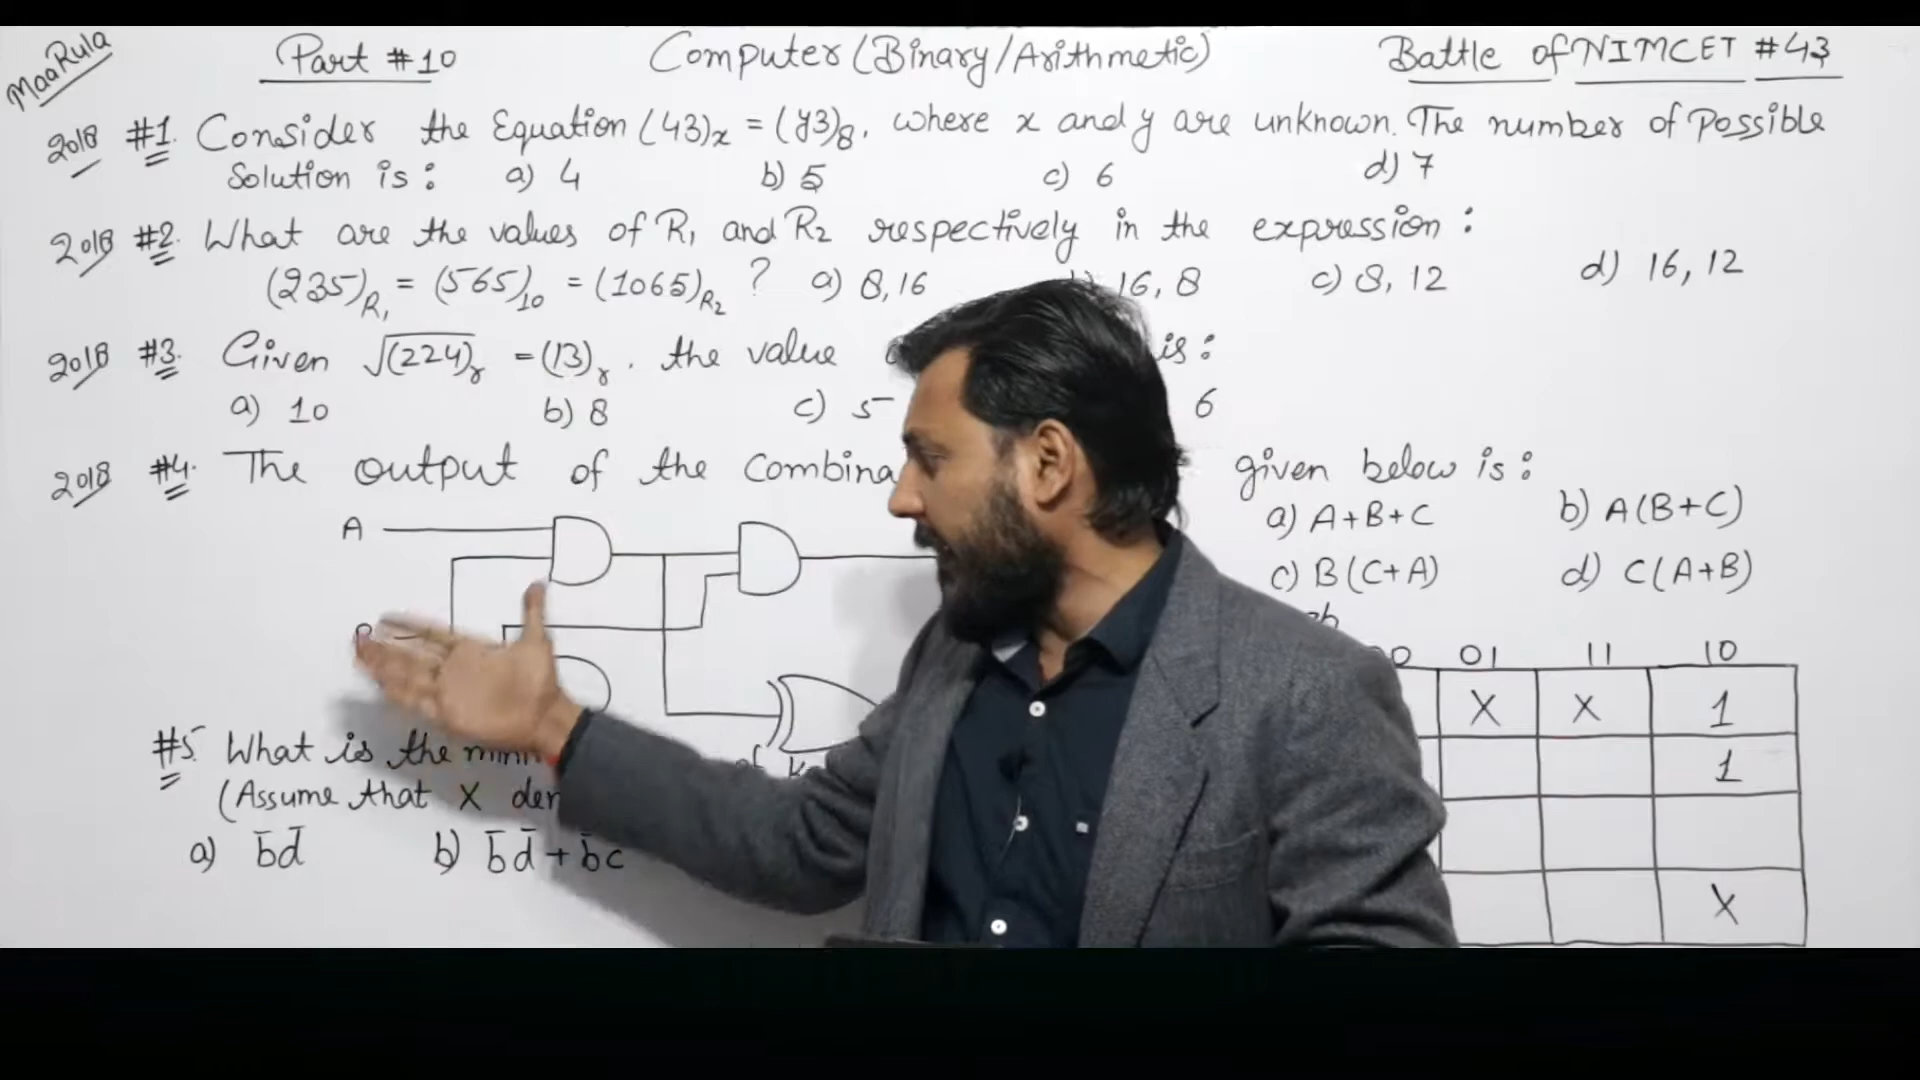 MaaRula
Part #10
Computer (Binary/Arithmetic)
Battle of NIMCET #43
2018 #1. Consider the Equation (43)x = (y3)8, where x and y are unknown. The number of Possible
Solution is : a) 4 b) 5 c) 6 d) 7
2018 #2. What are the values of R1 and R2 respectively in the expression :
(235)R1 = (565)10 = (1065)R2 ? a) 8,16 16, 8 c) 8, 12 d) 16, 12
2018 #3. Given √(224)r = (13)r . the value is :
a) 10 b) 8 c) 5 6
2018 #4. The output of the given below is :
a) A+B+C b) A(B+C)
A
c) B(C+A) d) C(A+B)
01 11 10
X X 1
#5. What is the
1
(Assume that X
a) b̄d̄ b) b̄d̄ + b̄c
X